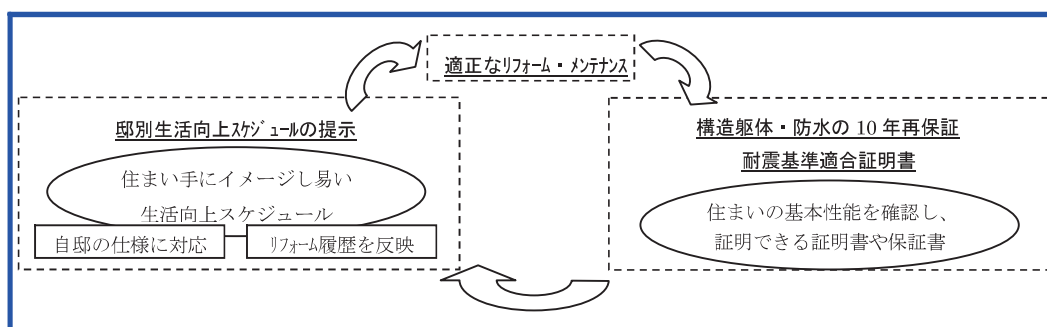 適正なﾘﾌｫｰﾑ・ﾒﾝﾃﾅﾝｽ
邸別生活向上ｽｹｼﾞｭｰﾙの提示
住まい手にイメージし易い
生活向上スケジュール
自邸の仕様に対応
ﾘﾌｫｰﾑ履歴を反映
構造躯体・防水の 10 年再保証
耐震基準適合証明書
住まいの基本性能を確認し、
証明できる証明書や保証書